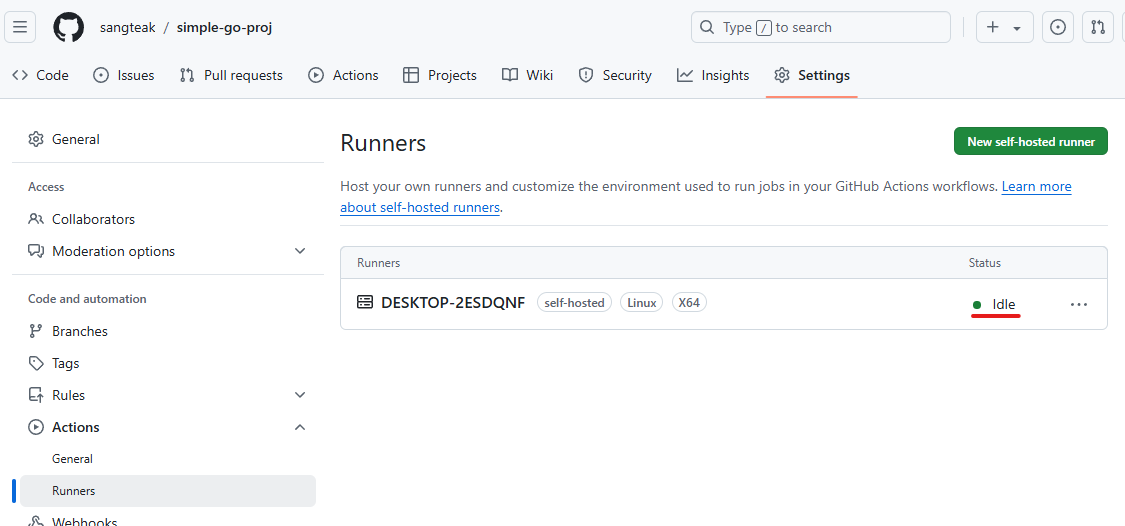 sangteak / simple-go-proj
Type / to search
Code Issues Pull requests Actions Projects Wiki Security Insights Settings
General
Access
Collaborators
Moderation options
Code and automation
Branches
Tags
Rules
Actions
General
Runners
Webhooks
Runners
New self-hosted runner
Host your own runners and customize the environment used to run jobs in your GitHub Actions workflows. Learn more
about self-hosted runners.
Runners Status
DESKTOP-2ESDQNF self-hosted Linux X64 Idle